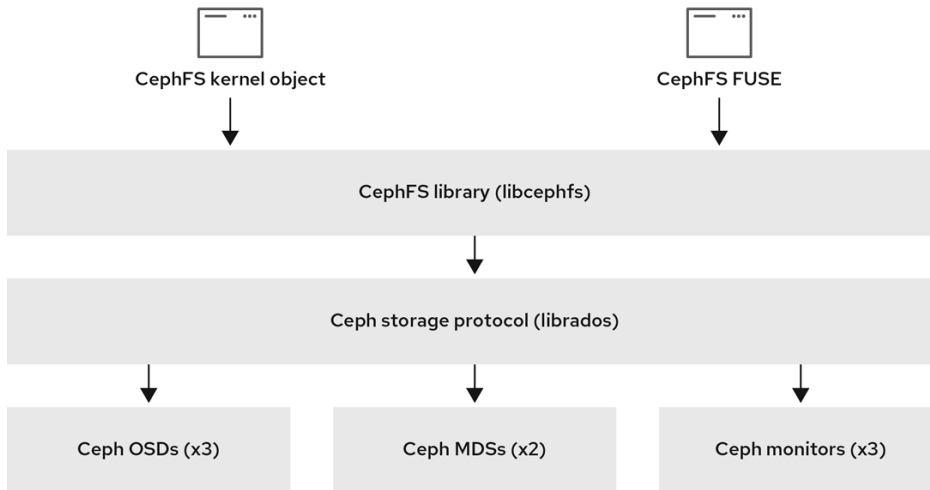 CephFS kernel object
CephFS FUSE
CephFS library (libcephfs)
Ceph storage protocol (librados)
Ceph OSDs (x3)
Ceph MDSs (x2)
Ceph monitors (x3)